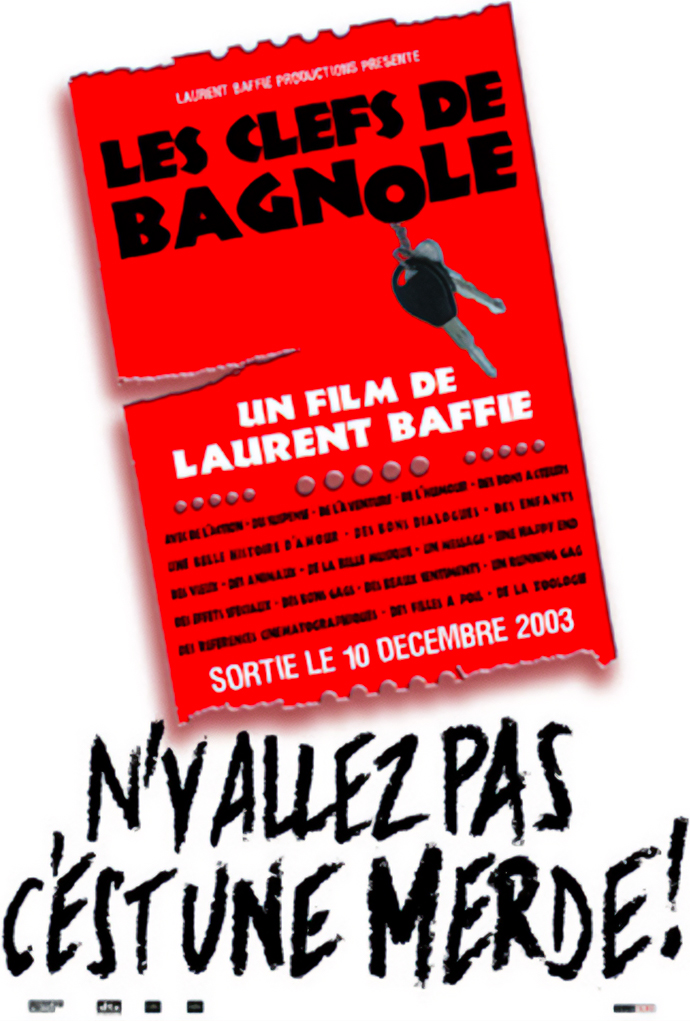 LAURENT BAFFIE PRODUCTIONS PRESENTE
LES CLEFS DE
BAGNOLE
UN FILM DE
LAURENT BAFFIE
AVEC DE L'ACTION - DU SUSPENSE - DE L'AVENTURE - DE L'HUMOUR - DES BONS ACTEURS
UNE BELLE HISTOIRE D'AMOUR - DES BONS DIALOGUES - DES ENFANTS
DES VIEUX - DES ANIMAUX - DE LA BELLE MUSIQUE - UN MESSAGE - UNE HAPPY END
DES EFFETS SPECIAUX - DES BONS GAGS - DES BEAUX SENTIMENTS - UN RUNNING GAG
DES REFERENCES CINEMATOGRAPHIQUES - DES FILLES A POIL - DE LA ZOOLOGIE
SORTIE LE 10 DECEMBRE 2003
N'Y ALLEZ PAS
C'EST UNE MERDE!
dts